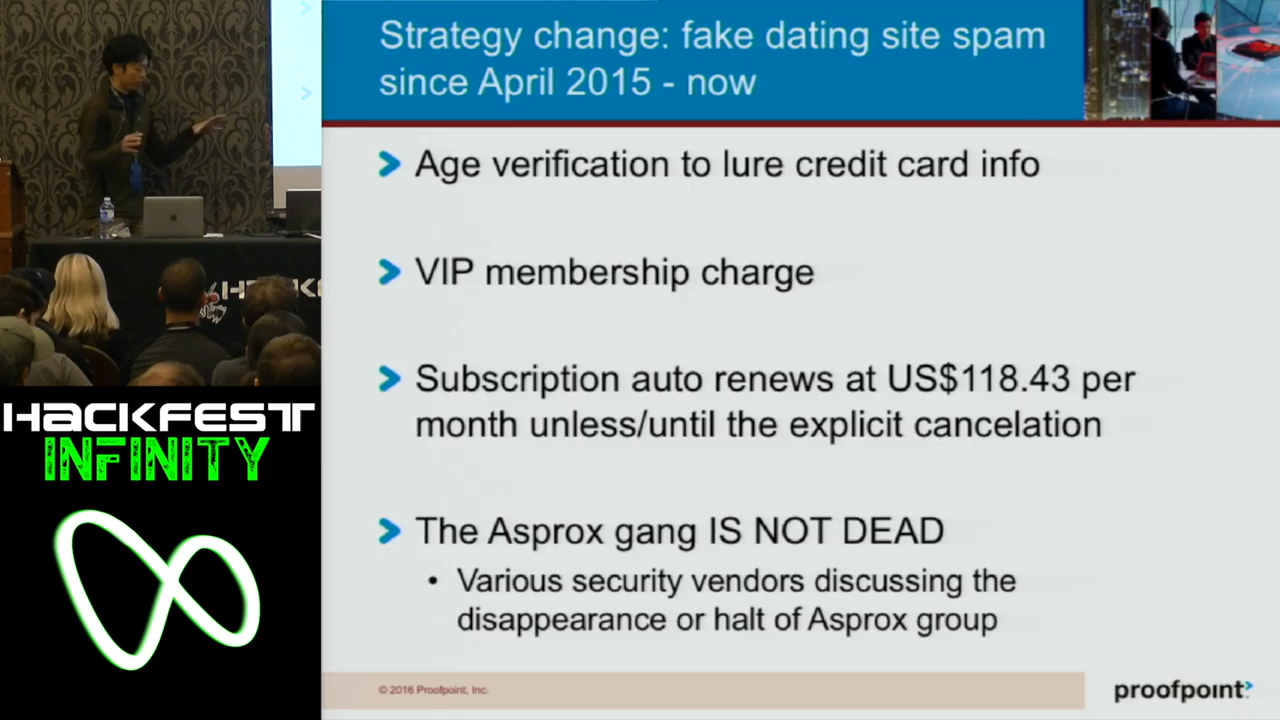 Strategy change: fake dating site spam
since April 2015 - now
Age verification to lure credit card info
VIP membership charge
Subscription auto renews at US$118.43 per
month unless/until the explicit cancelation
The Asprox gang IS NOT DEAD
• Various security vendors discussing the
disappearance or halt of Asprox group
© 2016 Proofpoint, Inc.
proofpoint
HACKFEST
INFINITY